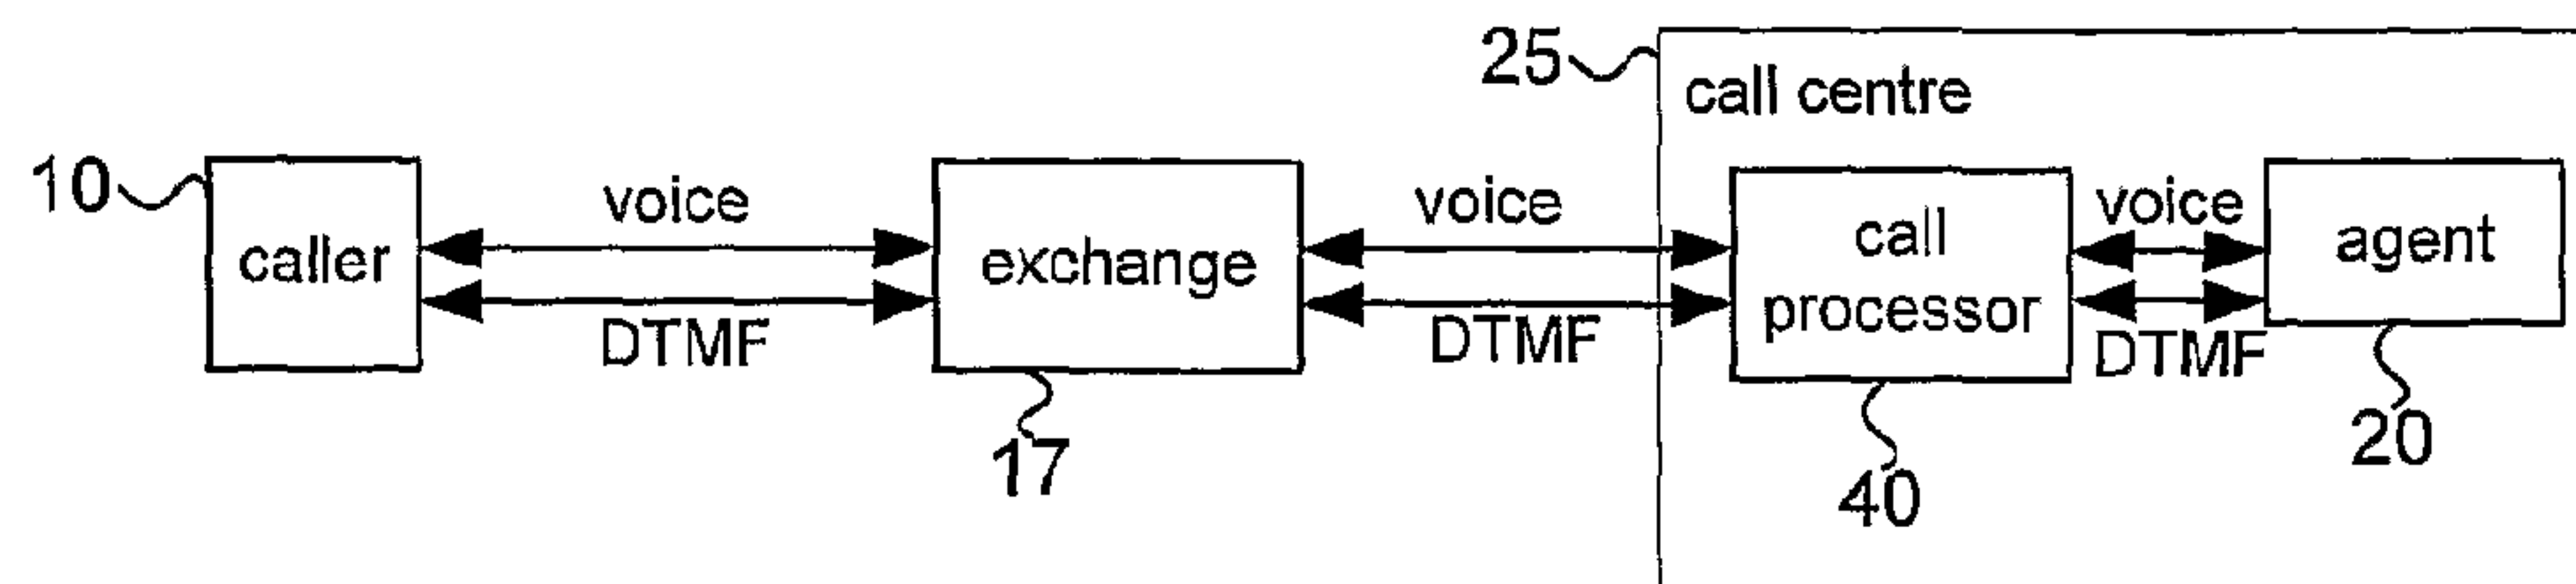 25
call centre
10
caller
voice
DTMF
exchange
17
voice
DTMF
call
processor
40
voice
DTMF
agent
20